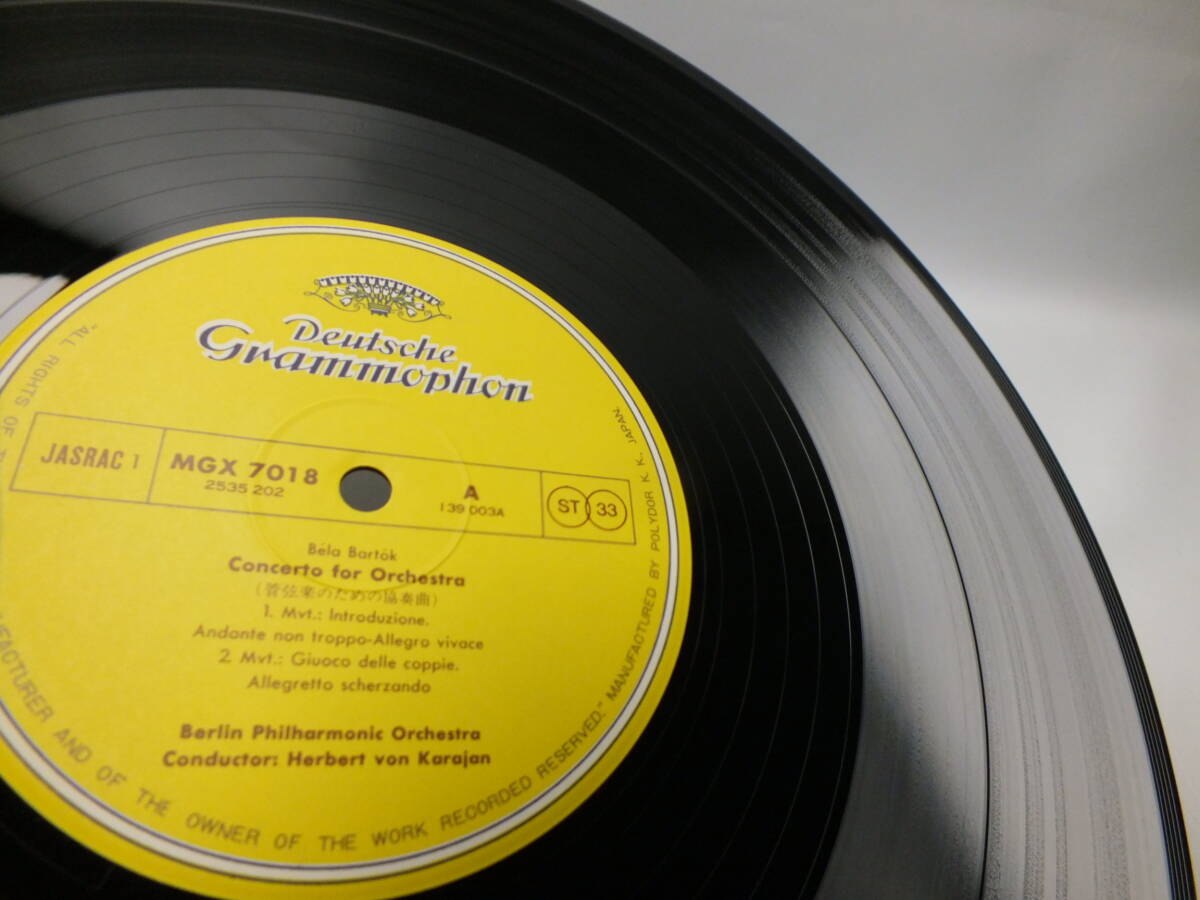 Deutsche
Grammophon
JASRAC 1
MGX 7018
2535 202
A
139 003A
ST 33
Béla Bartók
Concerto for Orchestra
(管弦楽のための協奏曲)
1. Mvt.: Introduzione.
Andante non troppo-Allegro vivace
2. Mvt.: Giuoco delle coppie.
Allegretto scherzando
Berlin Philharmonic Orchestra
Conductor: Herbert von Karajan
"ALL RIGHTS OF
AND OF THE OWNER OF THE WORK RECORDED RESERVED." MANUFACTURED BY POLYDOR K. K. JAPAN